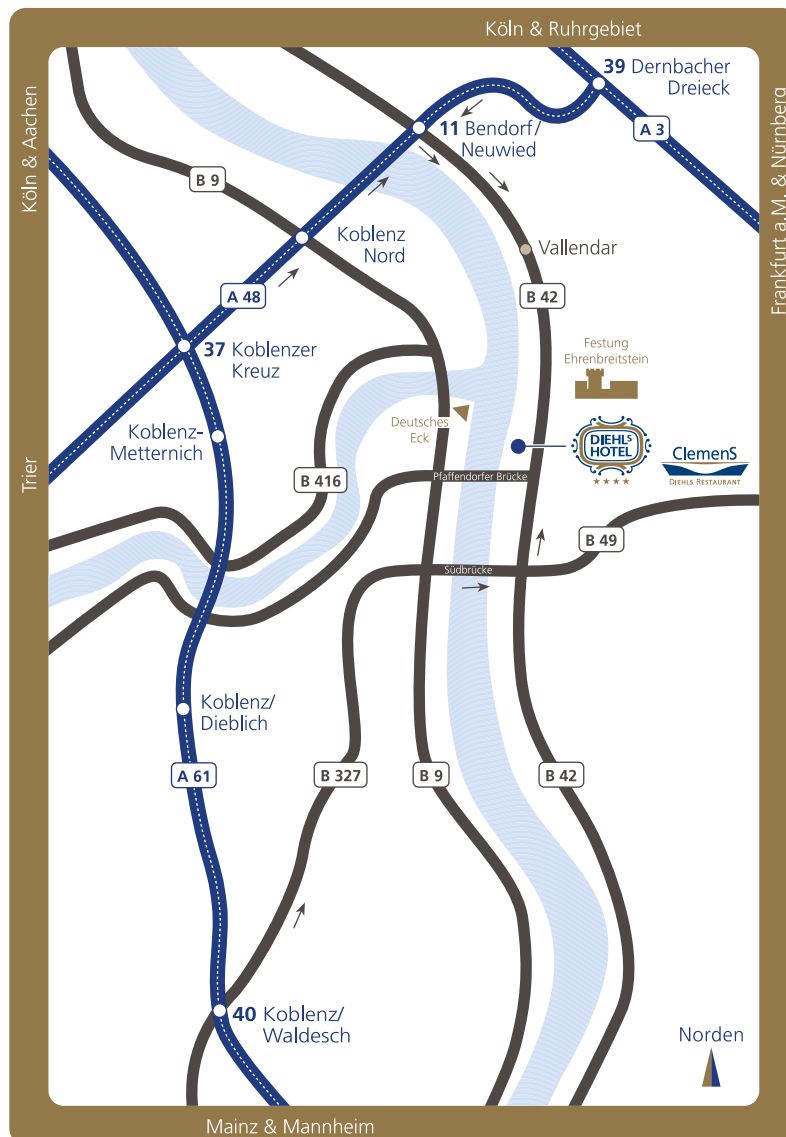 Köln & Ruhrgebiet
Köln & Aachen
Trier
Frankfurt a.M. & Nürnberg
39 Dernbacher
Dreieck
A 3
11 Bendorf/
Neuwied
B 9
Koblenz
Nord
Vallendar
A 48
B 42
37 Koblenzer
Kreuz
Festung
Ehrenbreitstein
Deutsches
Eck
Koblenz-
Metternich
DIEHLS
HOTEL
ClemenS
DIEHLS RESTAURANT
B 416
Pfaffendorfer Brücke
B 49
Südbrücke
Koblenz/
Dieblich
A 61
B 327
B 9
B 42
40 Koblenz/
Waldesch
Norden
Mainz & Mannheim